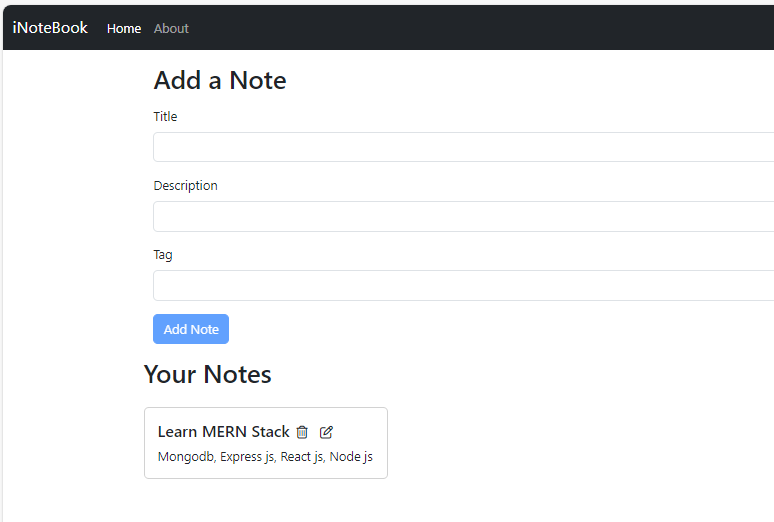 iNoteBook Home About
Add a Note
Title
Description
Tag
Add Note
Your Notes
Learn MERN Stack
Mongodb, Express js, React js, Node js